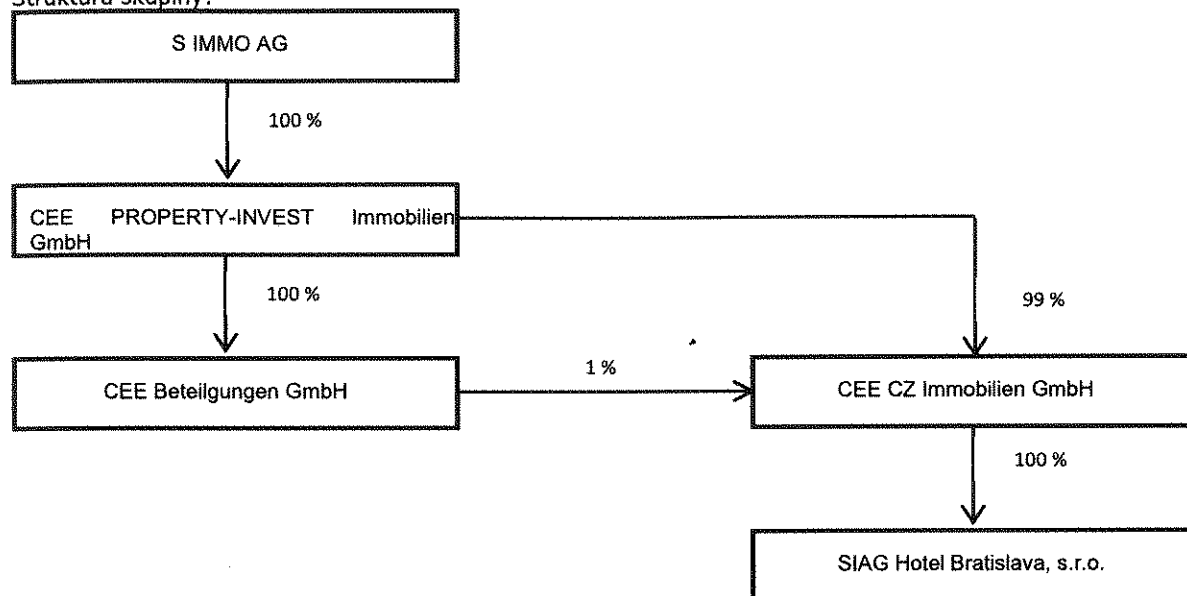 Štruktúra skupiny:
S IMMO AG
100 %
CEE PROPERTY-INVEST Immobilien
GmbH
100 %
99 %
CEE Beteilgungen GmbH
1 %
CEE CZ Immobilien GmbH
100 %
SIAG Hotel Bratislava, s.r.o.